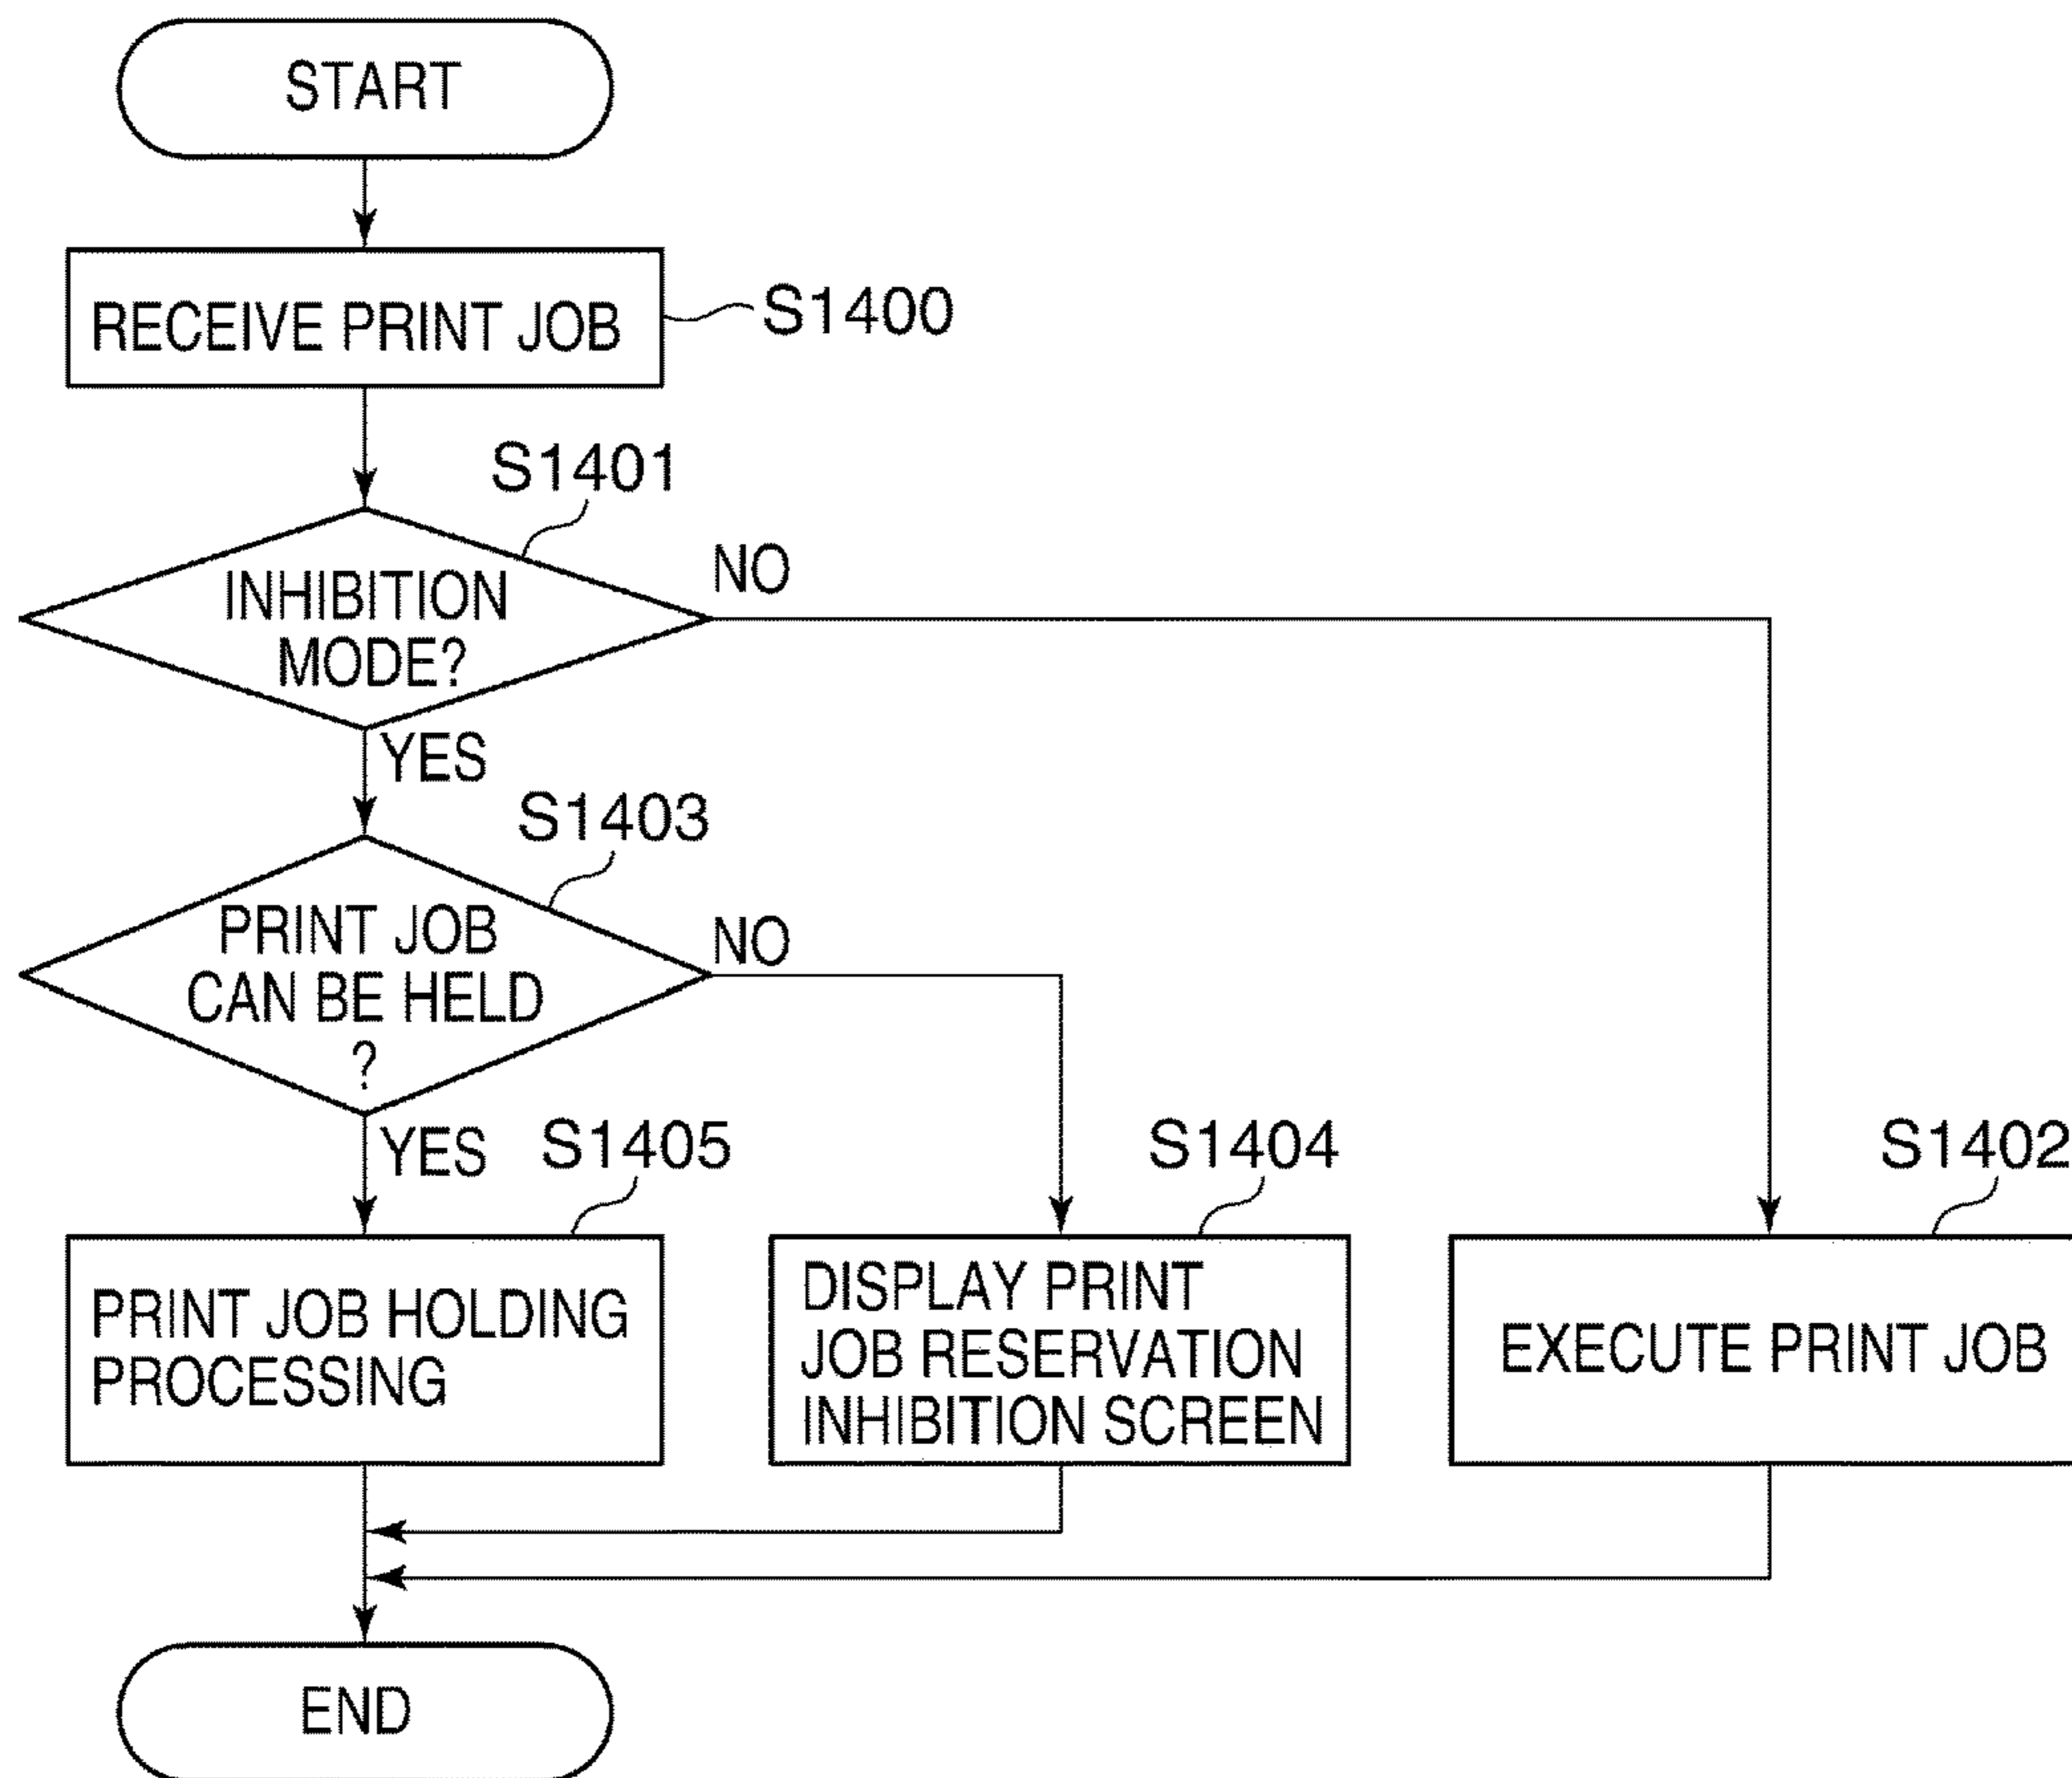 START
RECEIVE PRINT JOB
S1400
S1401
INHIBITION
MODE?
NO
YES
S1403
PRINT JOB
CAN BE HELD
?
NO
YES
S1405
PRINT JOB HOLDING
PROCESSING
S1404
DISPLAY PRINT
JOB RESERVATION
INHIBITION SCREEN
S1402
EXECUTE PRINT JOB
END